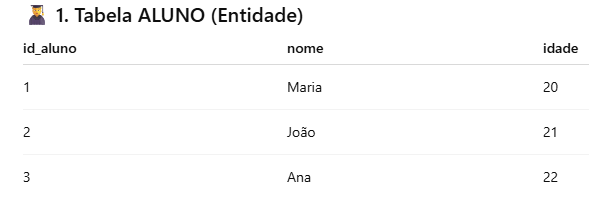 🧑‍🎓 1. Tabela ALUNO (Entidade)
id_aluno nome idade
1 Maria 20
2 João 21
3 Ana 22